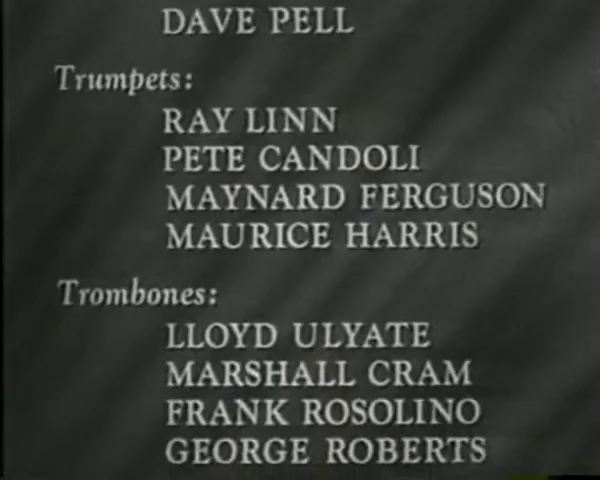 DAVE PELL
Trumpets:
RAY LINN
PETE CANDOLI
MAYNARD FERGUSON
MAURICE HARRIS
Trombones:
LLOYD ULYATE
MARSHALL CRAM
FRANK ROSOLINO
GEORGE ROBERTS